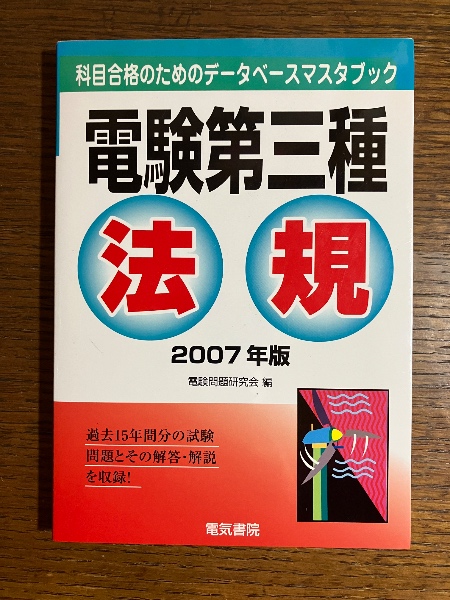 科目合格のためのデータベースマスタブック
電験第三種
法規
2007年版
電験問題研究会 編
過去15年間分の試験
問題とその解答・解説
を収録!
電気書院